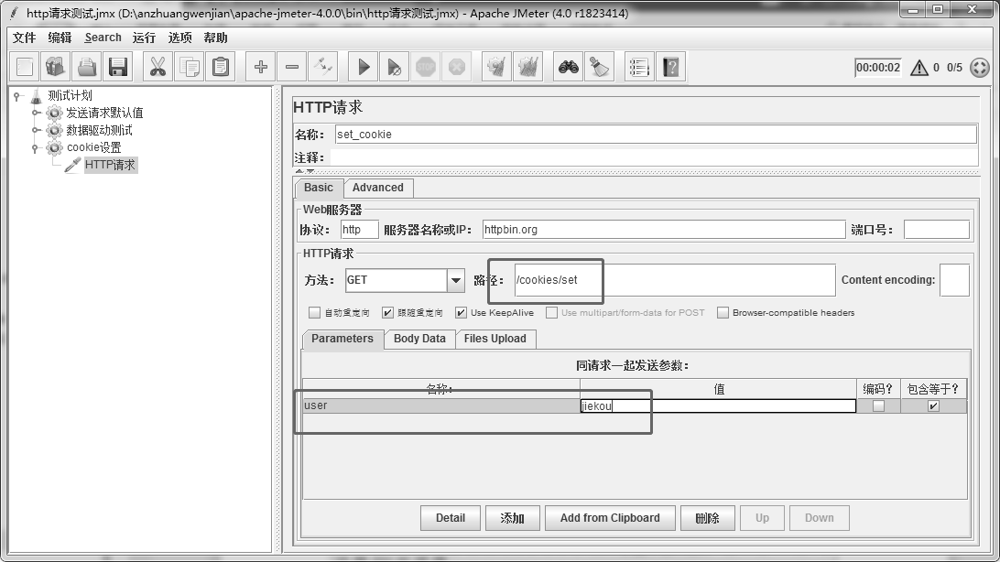 http请求测试.jmx (D:\anzhuangwenjian\apache-jmeter-4.0.0\bin\http请求测试.jmx) - Apache JMeter (4.0 r1823414)
文件 编辑 Search 运行 选项 帮助
STOP 00:00:02 0 0/5
测试计划
发送请求默认值
数据驱动测试
cookie设置
HTTP请求
HTTP请求
名称: set_cookie
注释:
Basic Advanced
Web服务器
协议: http 服务器名称或IP: httpbin.org 端口号:
HTTP请求
方法: GET 路径: /cookies/set Content encoding:
自动重定向 跟随重定向 Use KeepAlive Use multipart/form-data for POST Browser-compatible headers
Parameters Body Data Files Upload
同请求一起发送参数:
名称: 值 编码? 包含等于?
user jiekou
Detail 添加 Add from Clipboard 删除 Up Down